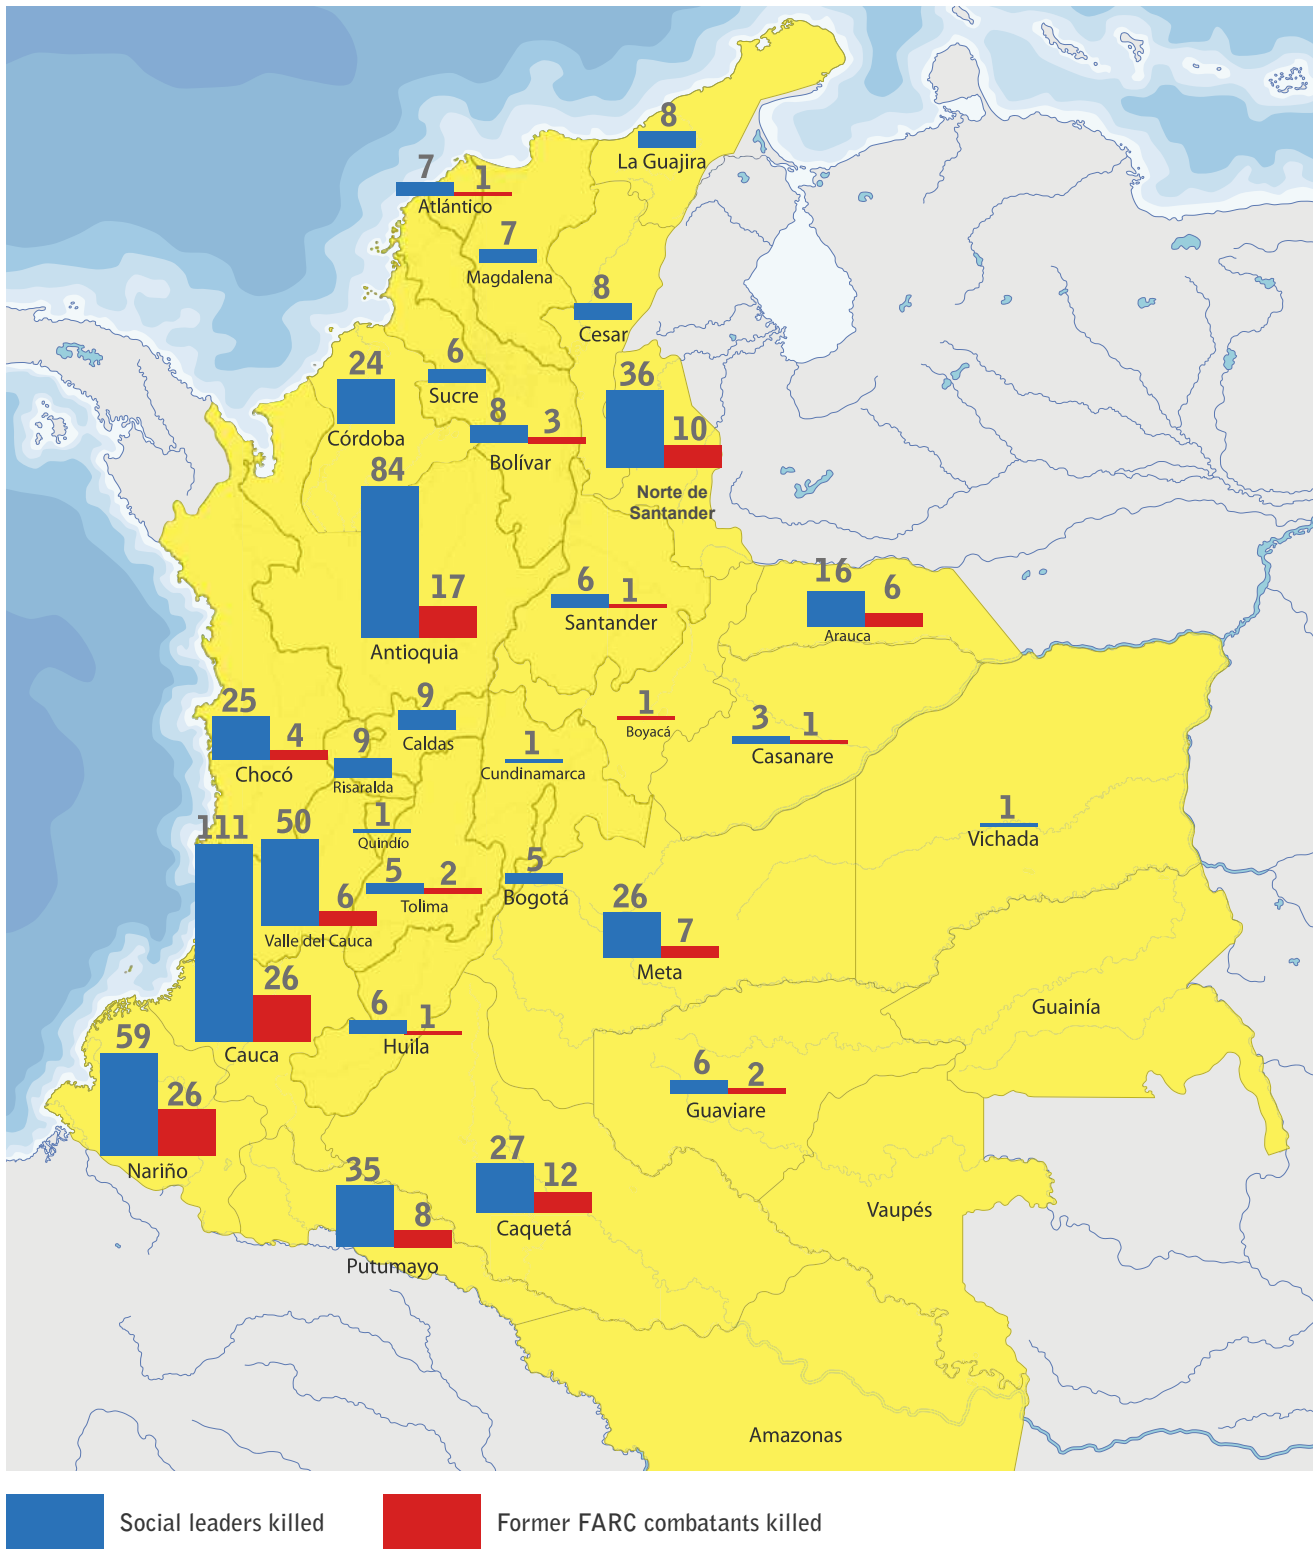 8
La Guajira
7 1
Atlántico
7
Magdalena
8
Cesar
24
Córdoba
6
Sucre
8 3
Bolívar
36 10
Norte de
Santander
84 17
Antioquia
6 1
Santander
16 6
Arauca
25 4
Chocó
9
Caldas
9
Risaralda
1
Cundinamarca
1
Boyacá
3 1
Casanare
1
Vichada
1
Quindío
50 6
Valle del Cauca
111 26
Cauca
5 2
Tolima
5
Bogotá
26 7
Meta
Guainía
6 1
Huila
59 26
Nariño
6 2
Guaviare
35 8
Putumayo
27 12
Caquetá
Vaupés
Amazonas
Social leaders killed
Former FARC combatants killed